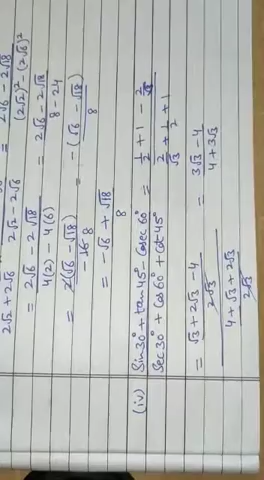 = 2√6 - 2√18 / (2√2)² - (2√6)²
2√2 + 2√6   2√2 - 2√6
= 2√6 - 2√18 / 4(2) - 4(6) = 2√6 - 2√18 / 8 - 24
= 2(√6 - √18) / -16 8 = -(√6 - √18) / 8
= -√6 + √18 / 8
(iv) Sin30° + tan45° - cosec60° / Sec30° + cos60° + cot45° = 1/2 + 1 - 2/√3 / 2/√3 + 1/2 + 1
= √3 + 2√3 - 4 / 2√3 / 4 + √3 + 2√3 / 2√3 = 3√3 - 4 / 4 + 3√3